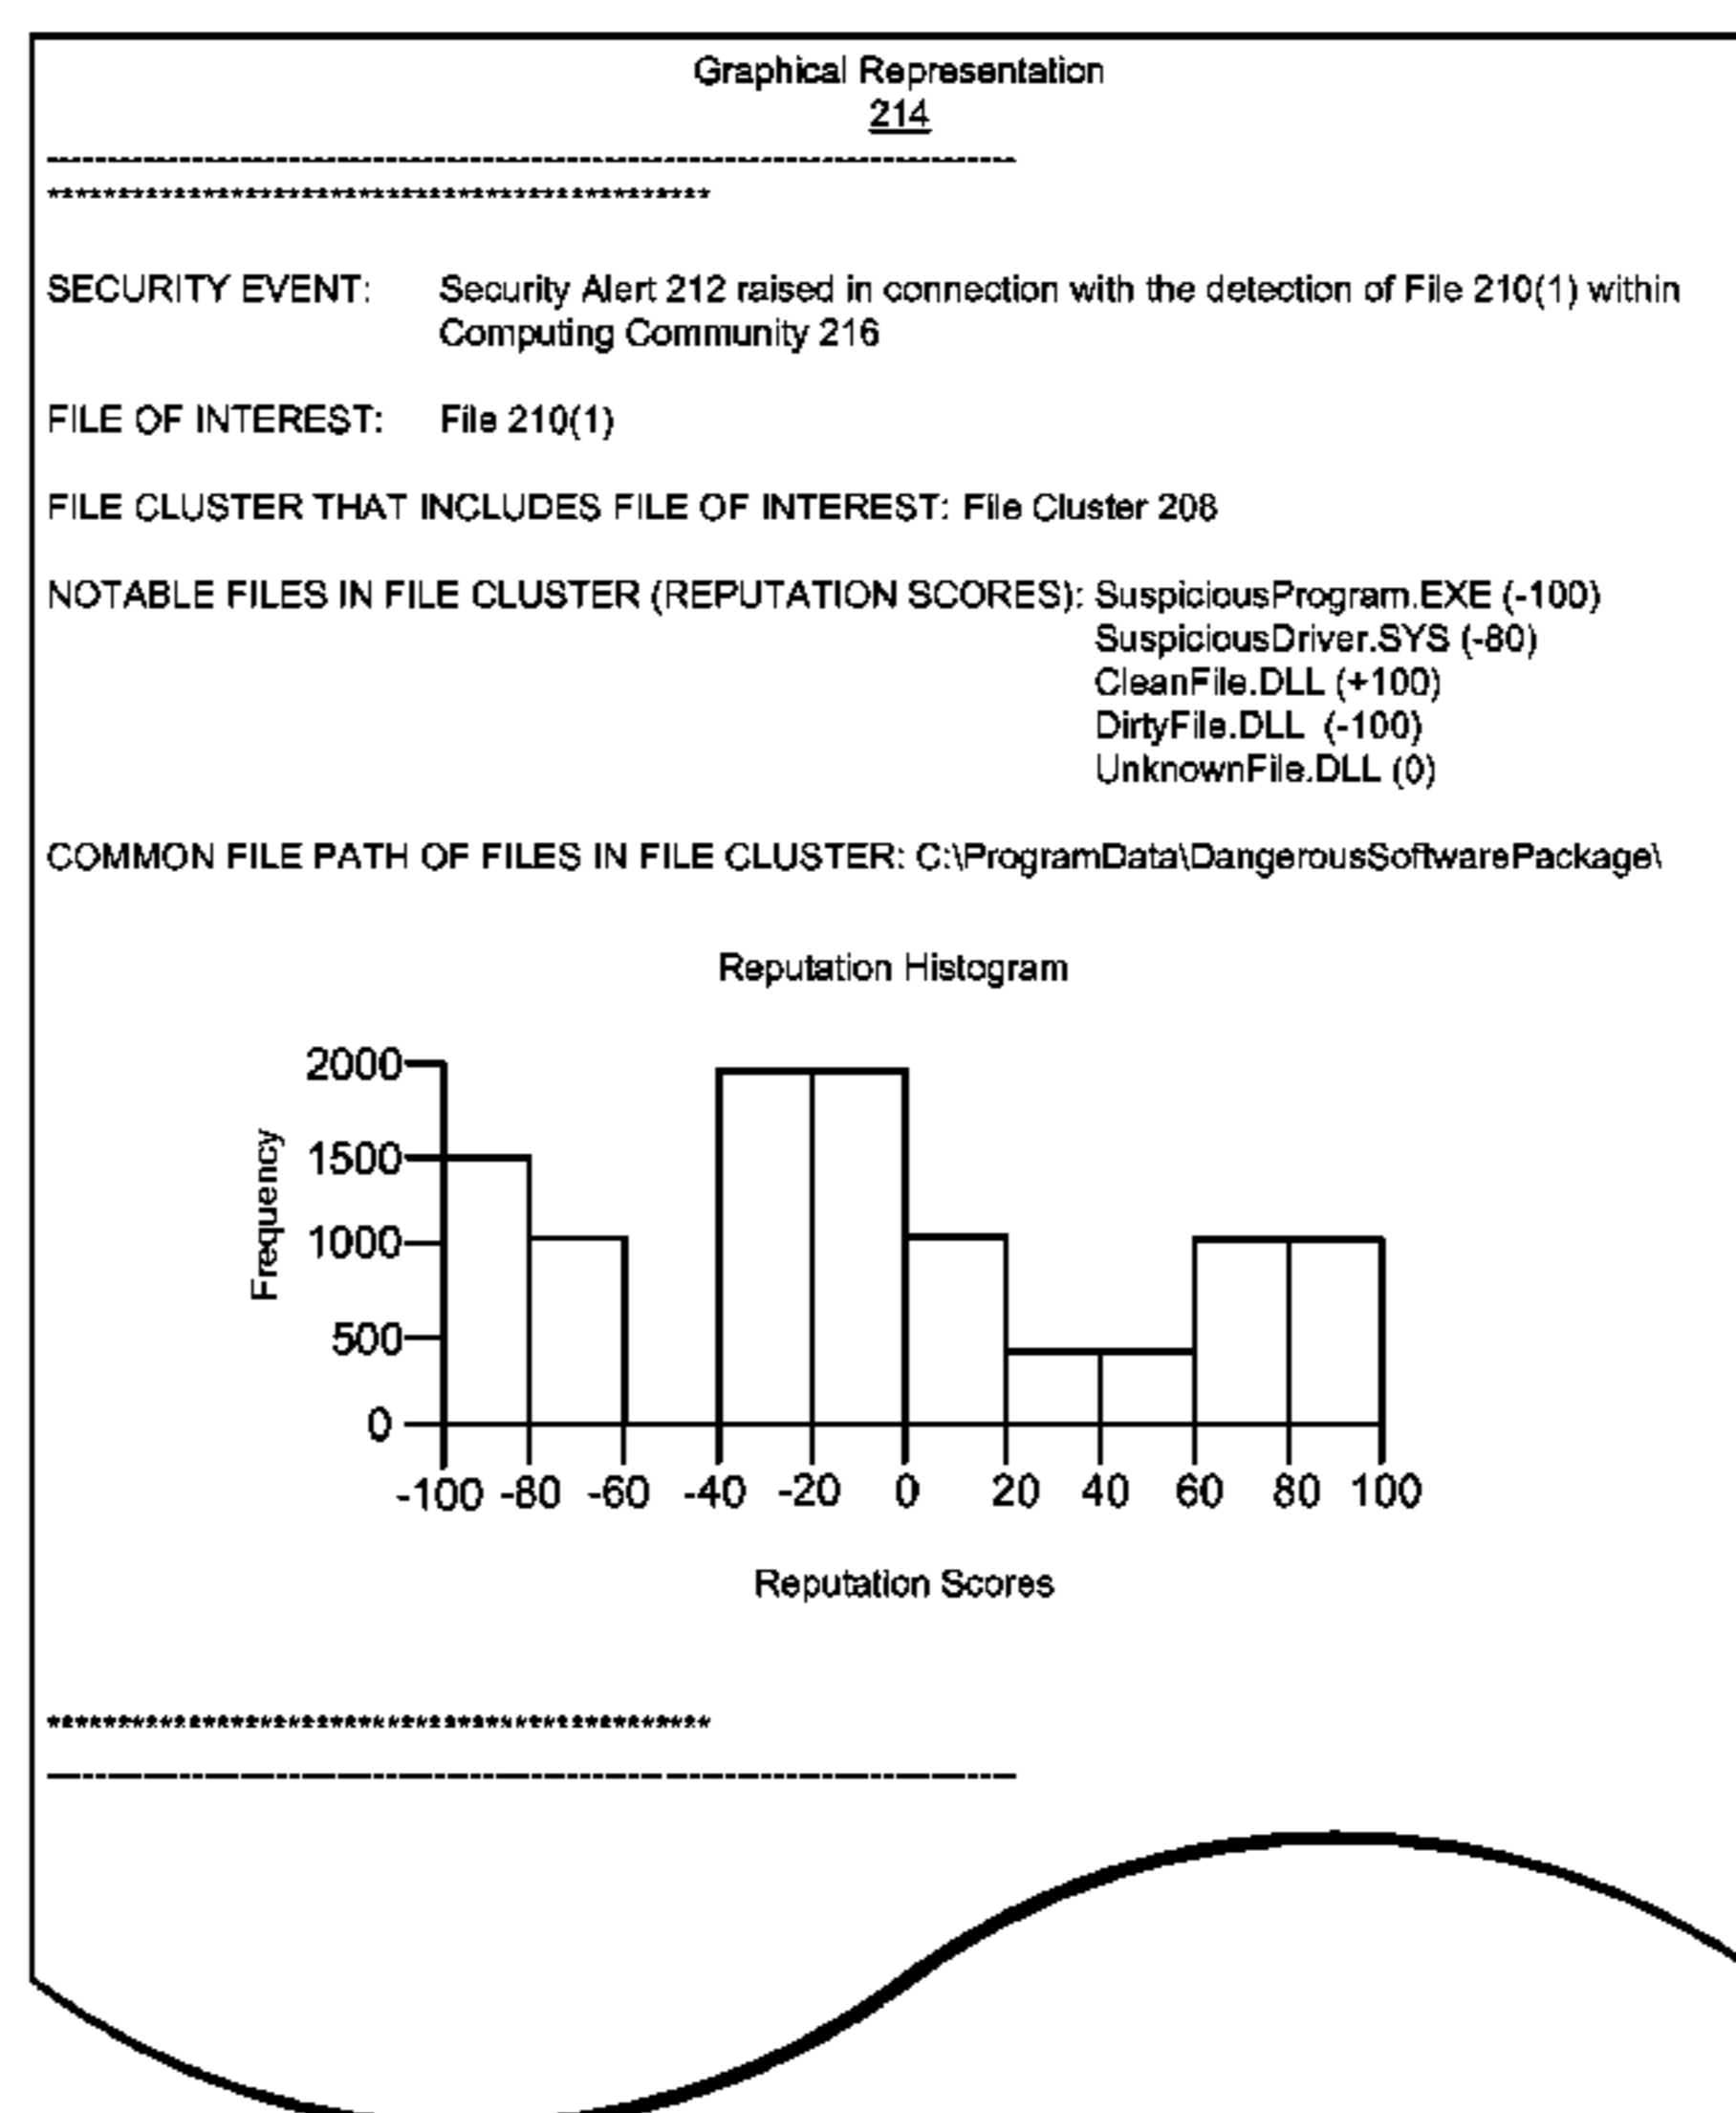 Graphical Representation
214
SECURITY EVENT: Security Alert 212 raised in connection with the detection of File 210(1) within
Computing Community 216
FILE OF INTEREST: File 210(1)
FILE CLUSTER THAT INCLUDES FILE OF INTEREST: File Cluster 208
NOTABLE FILES IN FILE CLUSTER (REPUTATION SCORES): SuspiciousProgram.EXE (-100)
SuspiciousDriver.SYS (-80)
CleanFile.DLL (+100)
DirtyFile.DLL (-100)
UnknownFile.DLL (0)
COMMON FILE PATH OF FILES IN FILE CLUSTER: C:\ProgramData\DangerousSoftwarePackage\
Reputation Histogram
Frequency
2000
1500
1000
500
0
-100 -80 -60 -40 -20 0 20 40 60 80 100
Reputation Scores